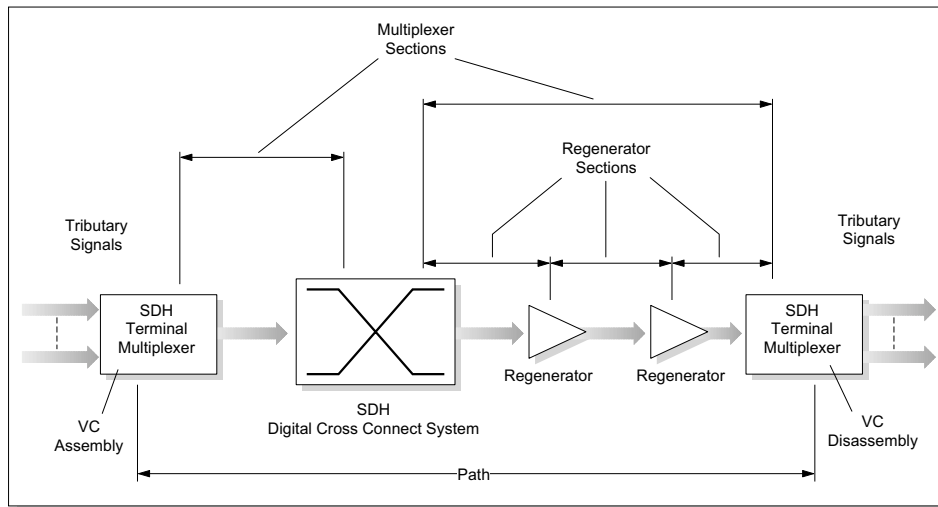 Multiplexer
Sections
Regenerator
Sections
Tributary
Signals
Tributary
Signals
SDH
Terminal
Multiplexer
SDH
Terminal
Multiplexer
Regenerator
Regenerator
VC
Assembly
SDH
Digital Cross Connect System
VC
Disassembly
Path